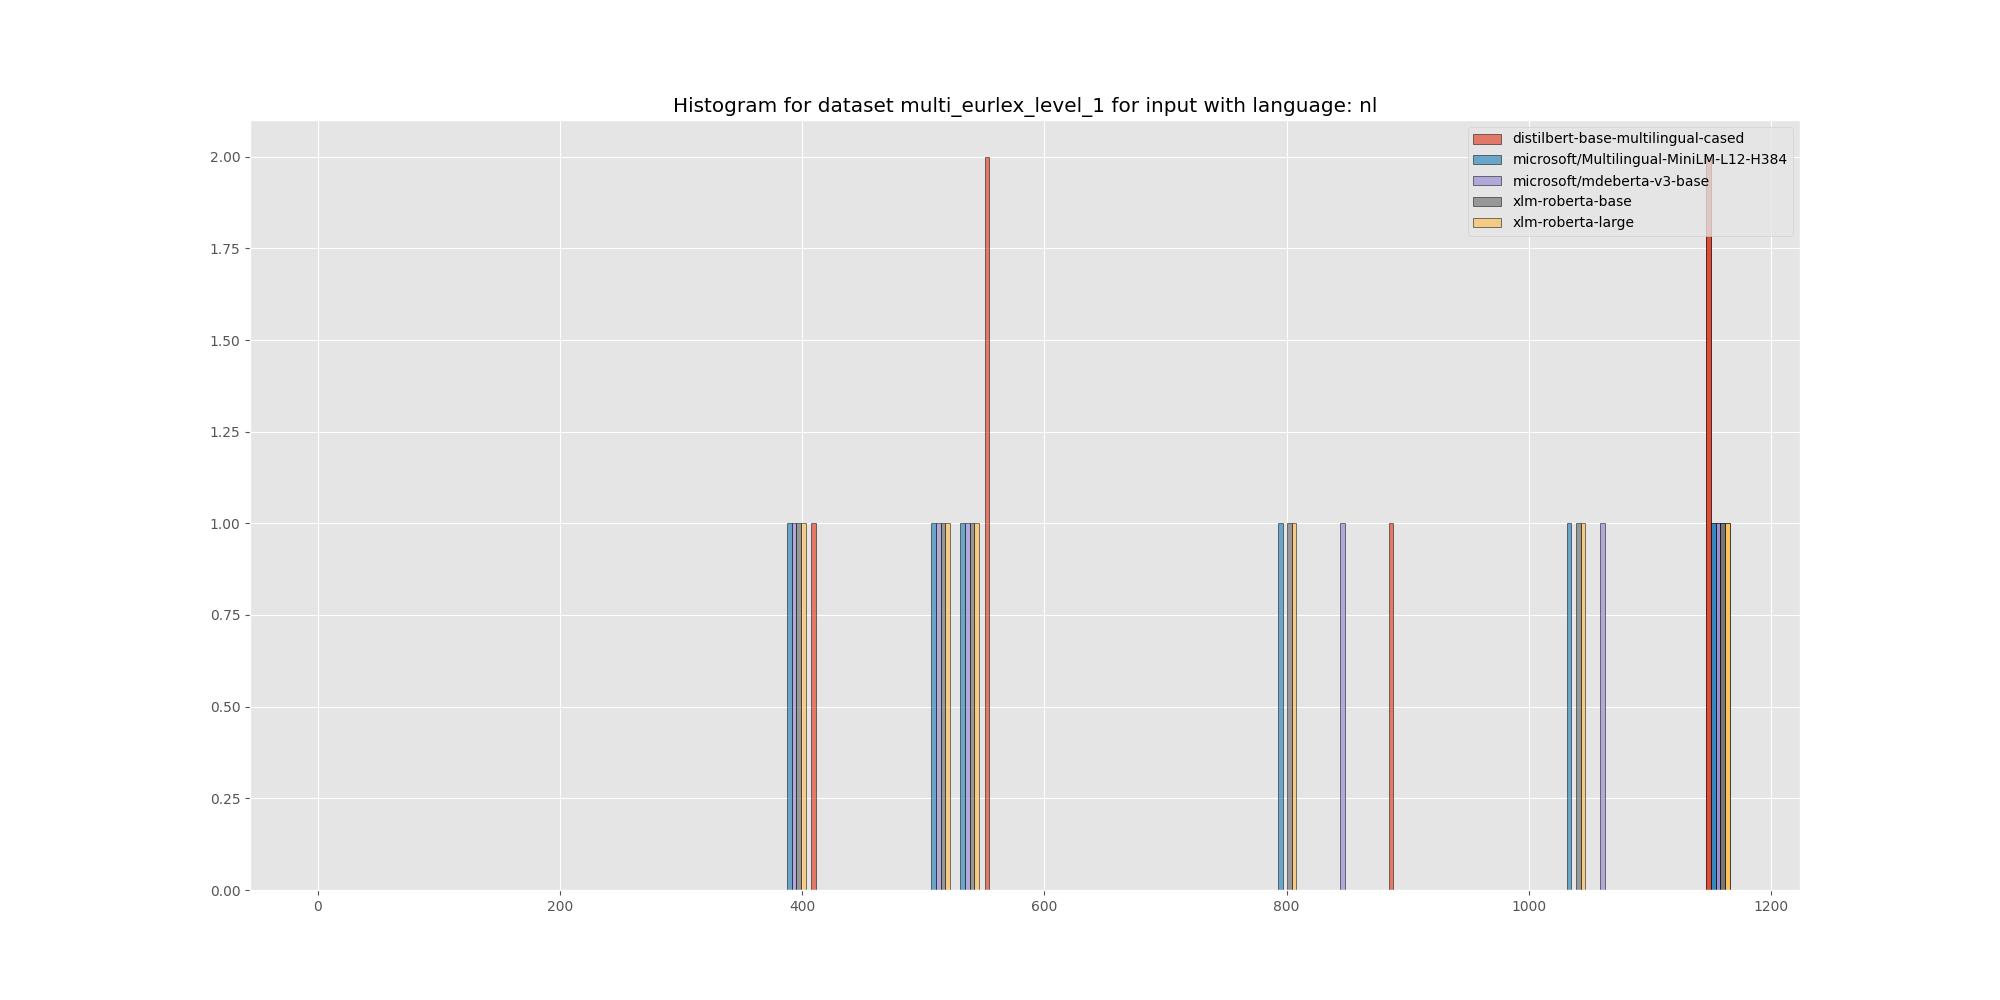 Histogram for dataset multi_eurlex_level_1 for input with language: nl
distilbert-base-multilingual-cased
microsoft/Multilingual-MiniLM-L12-H384
microsoft/mdeberta-v3-base
xlm-roberta-base
xlm-roberta-large
2.00
1.75
1.50
1.25
1.00
0.75
0.50
0.25
0.00
0 200 400 600 800 1000 1200